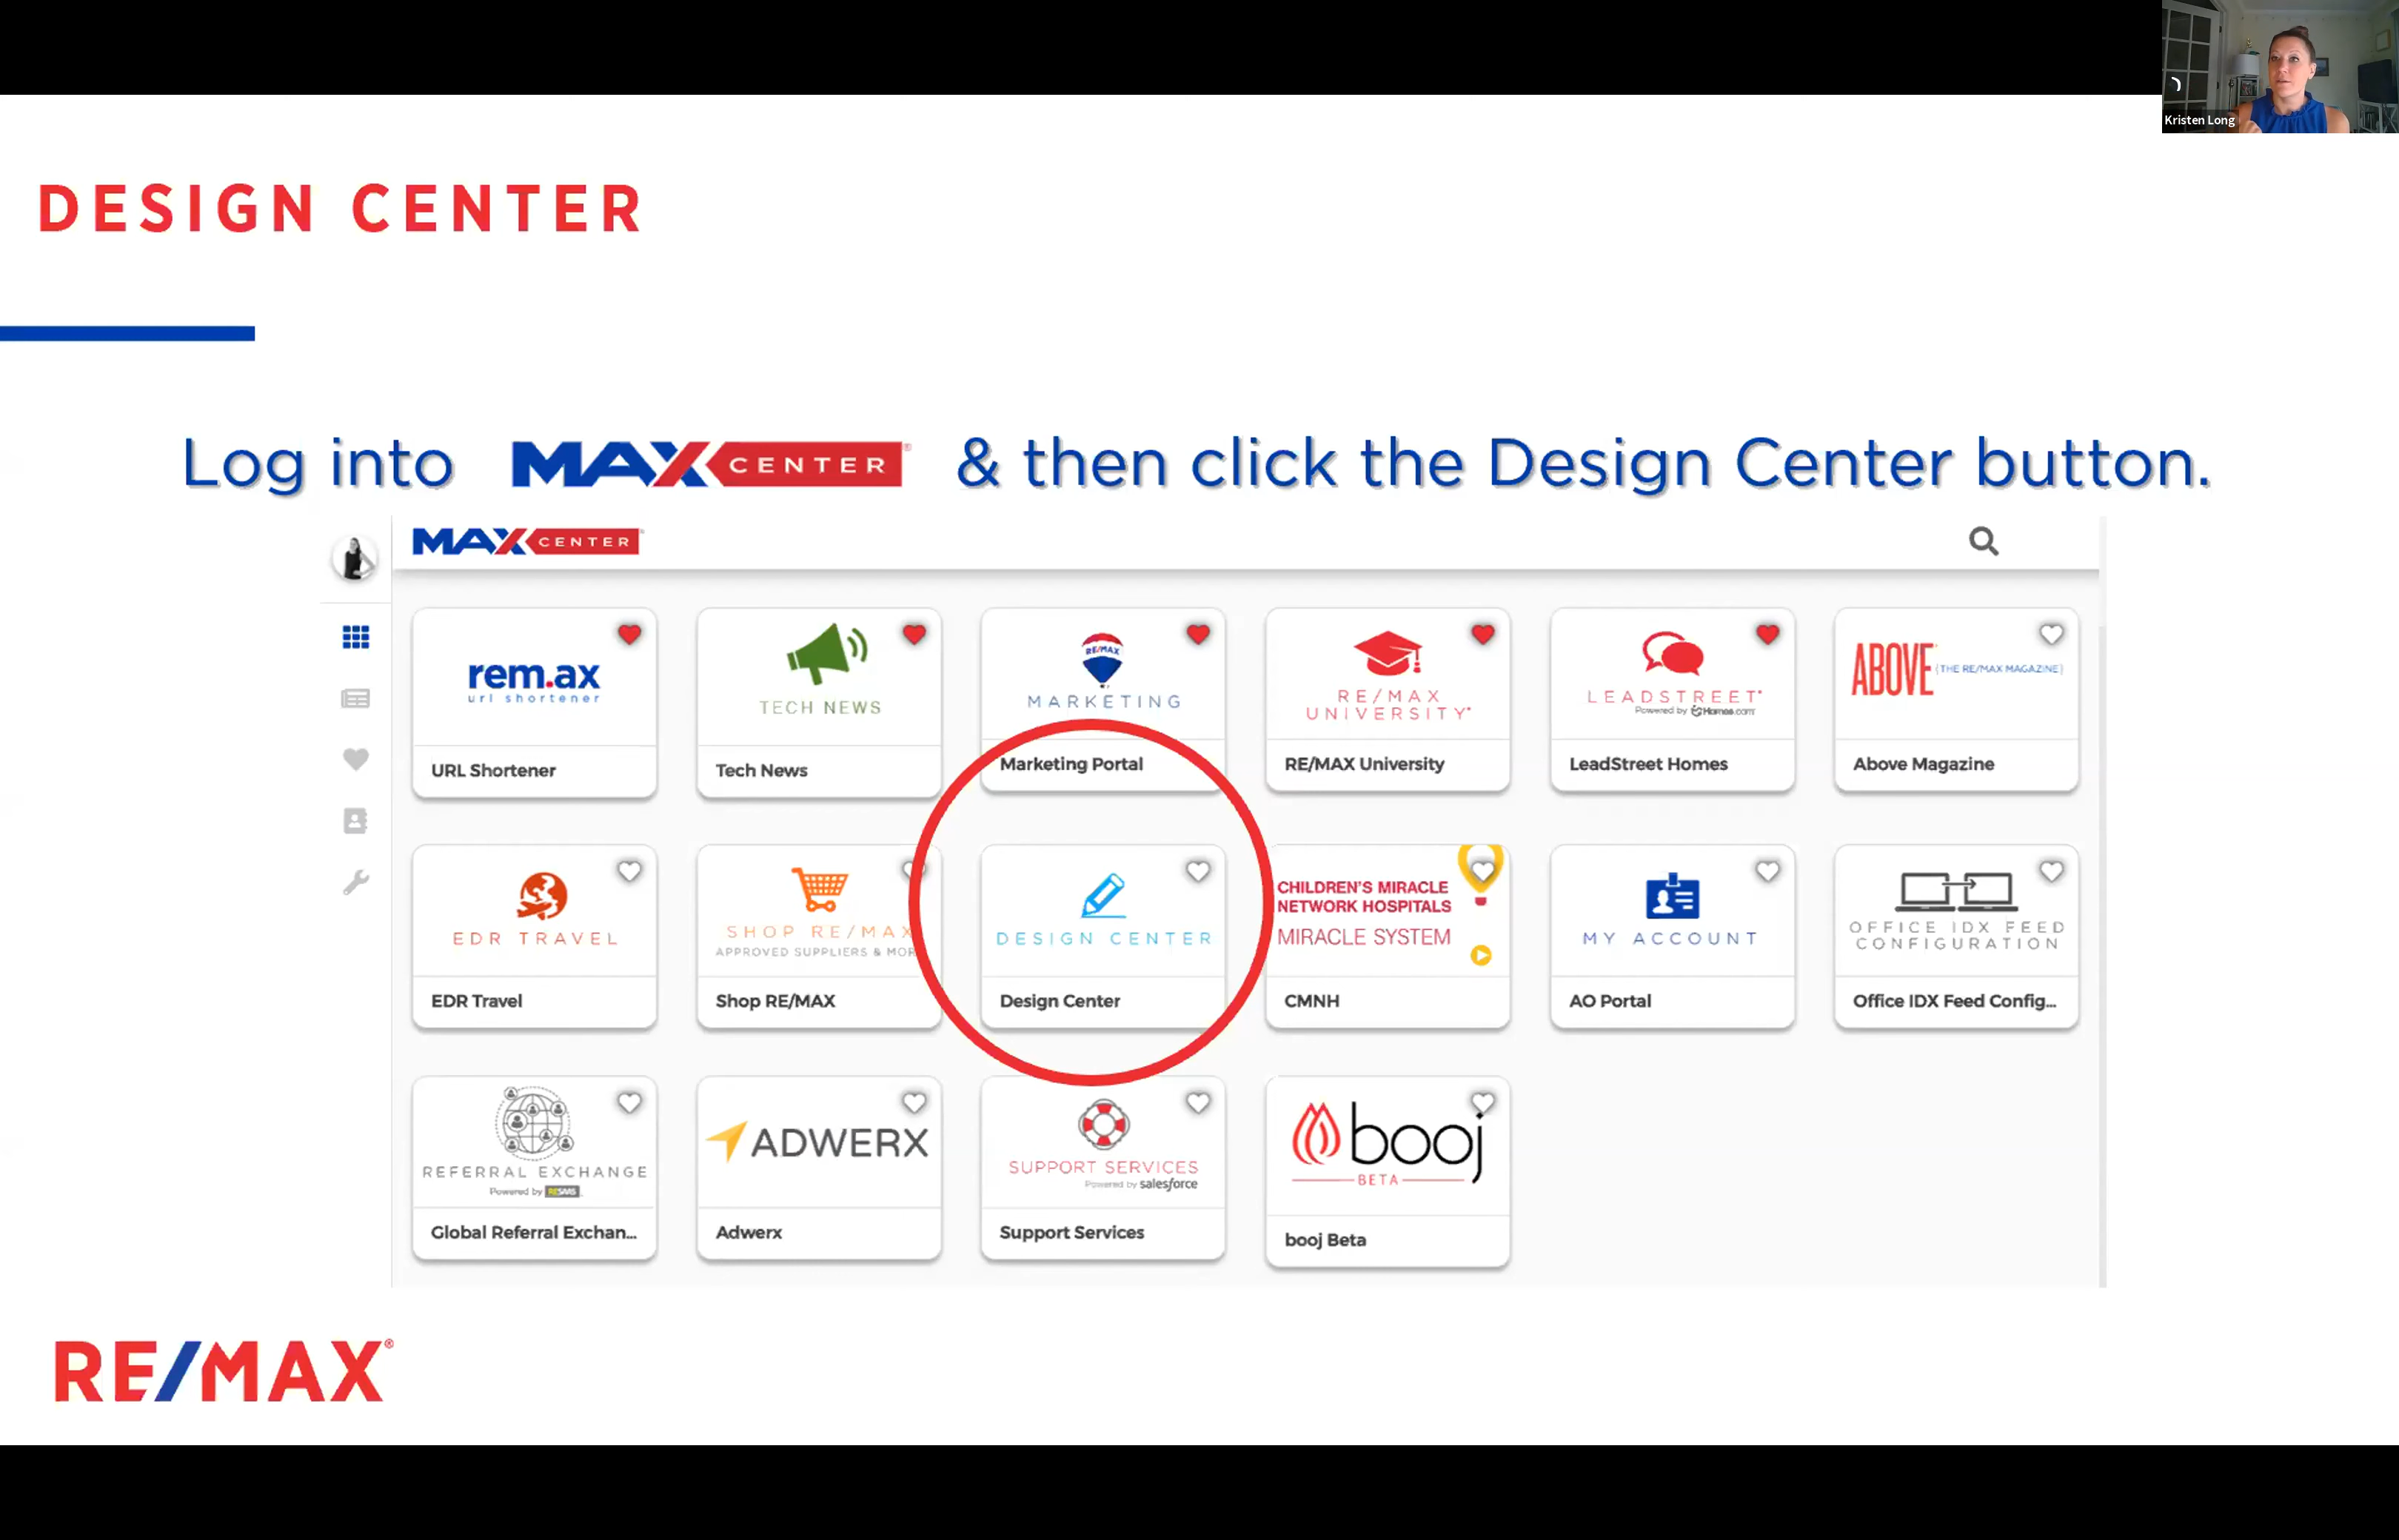 Kristen Long
DESIGN CENTER
Log into MAX CENTER® & then click the Design Center button.
MAX CENTER
rem.ax
url shortener
URL Shortener
TECH NEWS
Tech News
RE/MAX
MARKETING
Marketing Portal
RE/MAX
UNIVERSITY®
RE/MAX University
LEADSTREET®
Powered by Homes.com
LeadStreet Homes
ABOVE (THE RE/MAX MAGAZINE)
Above Magazine
EDR TRAVEL
EDR Travel
SHOP RE/MAX
APPROVED SUPPLIERS & MOR
Shop RE/MAX
DESIGN CENTER
Design Center
CHILDREN'S MIRACLE
NETWORK HOSPITALS
MIRACLE SYSTEM
CMNH
MY ACCOUNT
AO Portal
OFFICE IDX FEED
CONFIGURATION
Office IDX Feed Config...
REFERRAL EXCHANGE
Powered by
Global Referral Exchan...
ADWERX
Adwerx
SUPPORT SERVICES
Powered by salesforce
Support Services
booj
BETA
booj Beta
RE/MAX®